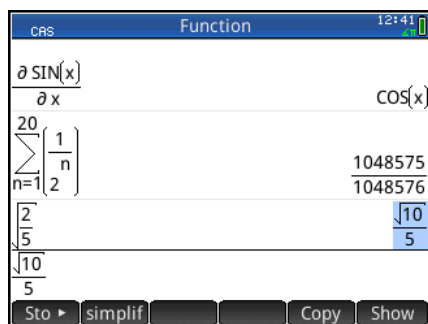 CAS Function 12:41
∠π
∂ SIN(x)
∂ x
COS(x)
20
∑ (1
n=1 2 n)
1048575
1048576
√2
5
√10
5
√10
5
Sto ► simplif Copy Show